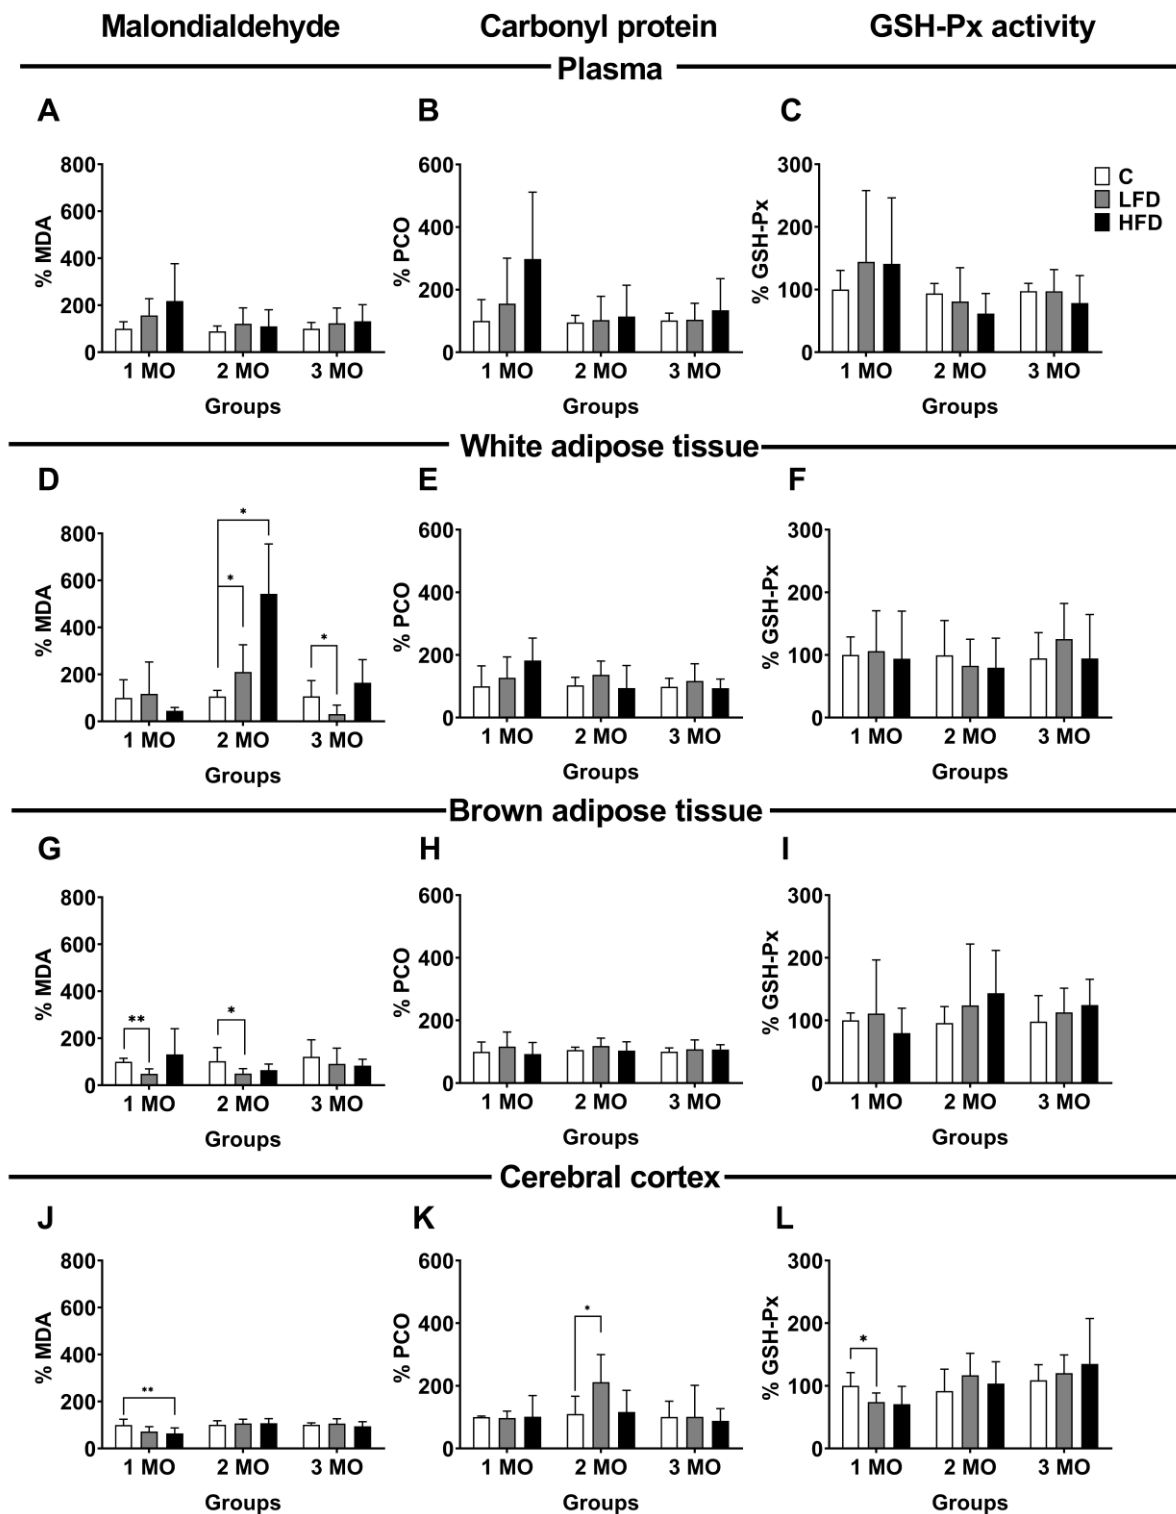 Malondialdehyde Carbonyl protein GSH-Px activity
Plasma
A B C
% MDA
800
600
400
200
0
1 MO 2 MO 3 MO
Groups
% PCO
600
400
200
0
1 MO 2 MO 3 MO
Groups
% GSH-Px
300
200
100
0
1 MO 2 MO 3 MO
Groups
C
LFD
HFD
White adipose tissue
D E F
% MDA
800
600
400
200
0
* * *
1 MO 2 MO 3 MO
Groups
% PCO
600
400
200
0
1 MO 2 MO 3 MO
Groups
% GSH-Px
300
200
100
0
1 MO 2 MO 3 MO
Groups
Brown adipose tissue
G H I
% MDA
800
600
400
200
0
** *
1 MO 2 MO 3 MO
Groups
% PCO
600
400
200
0
1 MO 2 MO 3 MO
Groups
% GSH-Px
300
200
100
0
1 MO 2 MO 3 MO
Groups
Cerebral cortex
J K L
% MDA
800
600
400
200
0
**
1 MO 2 MO 3 MO
Groups
% PCO
600
400
200
0
*
1 MO 2 MO 3 MO
Groups
% GSH-Px
300
200
100
0
*
1 MO 2 MO 3 MO
Groups